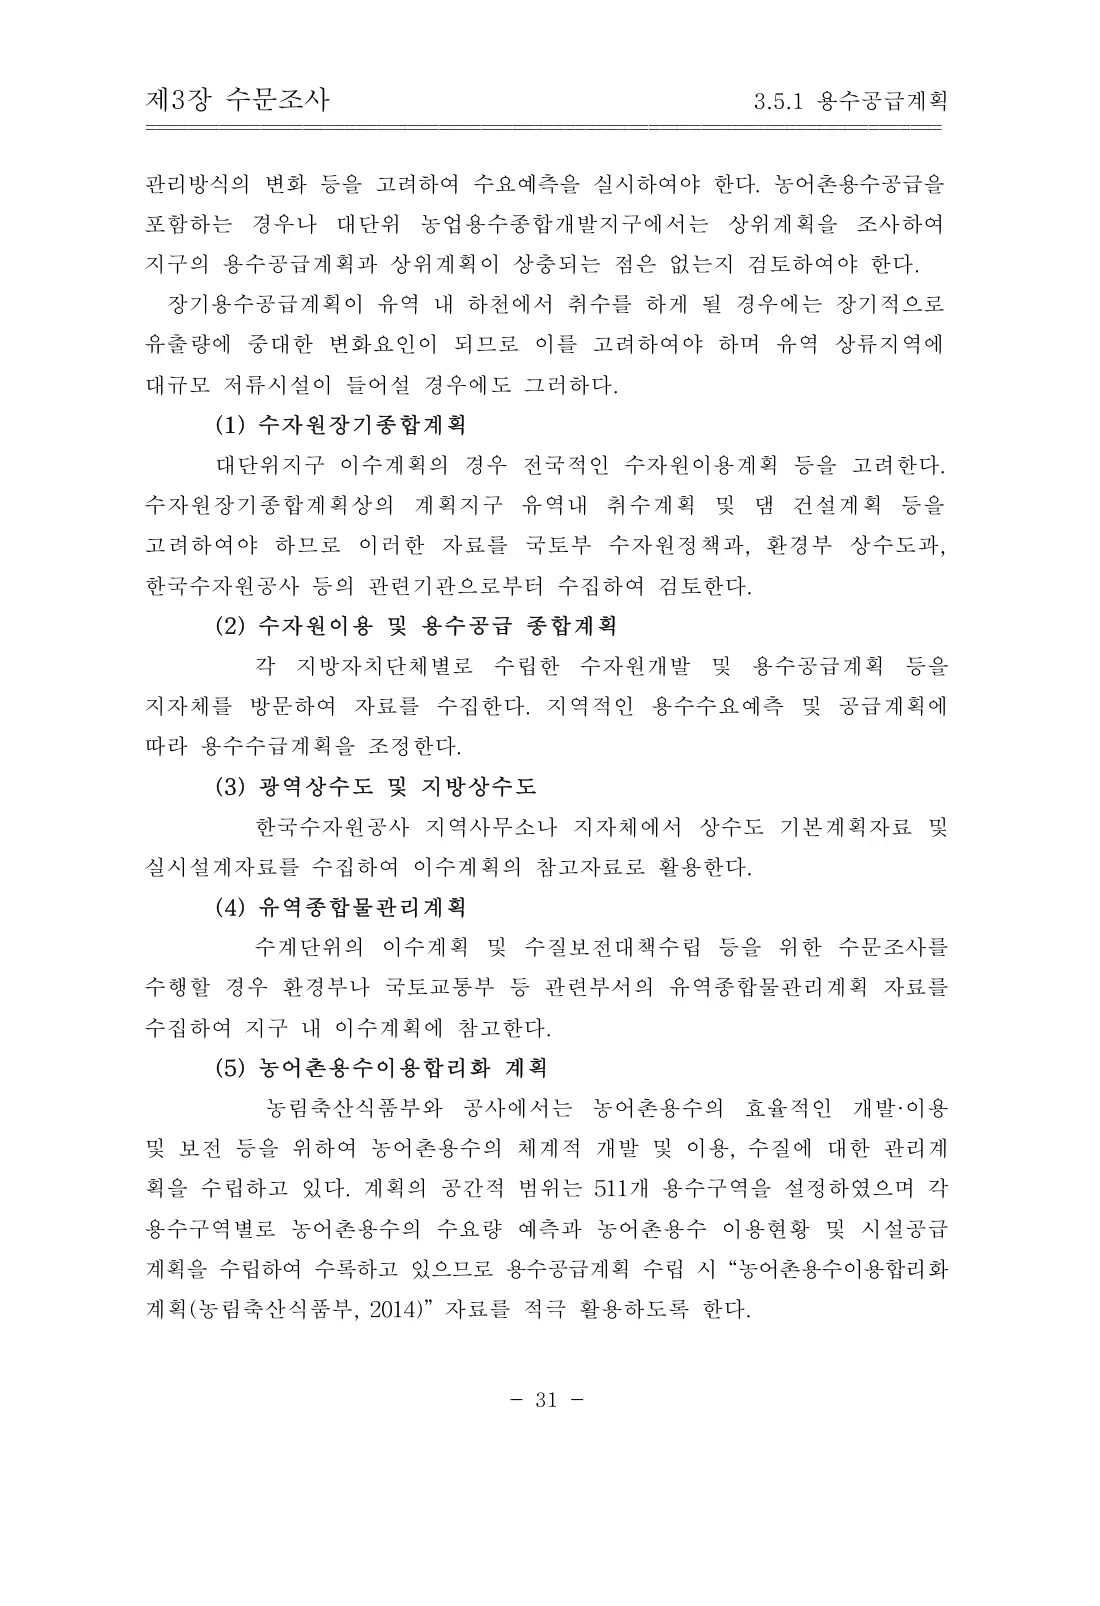 제3장 수문조사 3.5.1 용수공급계획
관리방식의 변화 등을 고려하여 수요예측을 실시하여야 한다. 농어촌용수공급을
포함하는 경우나 대단위 농업용수종합개발지구에서는 상위계획을 조사하여
지구의 용수공급계획과 상위계획이 상충되는 점은 없는지 검토하여야 한다.
장기용수공급계획이 유역 내 하천에서 취수를 하게 될 경우에는 장기적으로
유출량에 중대한 변화요인이 되므로 이를 고려하여야 하며 유역 상류지역에
대규모 저류시설이 들어설 경우에도 그러하다.
(1) 수자원장기종합계획
대단위지구 이수계획의 경우 전국적인 수자원이용계획 등을 고려한다.
수자원장기종합계획상의 계획지구 유역내 취수계획 및 댐 건설계획 등을
고려하여야 하므로 이러한 자료를 국토부 수자원정책과, 환경부 상수도과,
한국수자원공사 등의 관련기관으로부터 수집하여 검토한다.
(2) 수자원이용 및 용수공급 종합계획
각 지방자치단체별로 수립한 수자원개발 및 용수공급계획 등을
지자체를 방문하여 자료를 수집한다. 지역적인 용수수요예측 및 공급계획에
따라 용수수급계획을 조정한다.
(3) 광역상수도 및 지방상수도
한국수자원공사 지역사무소나 지자체에서 상수도 기본계획자료 및
실시설계자료를 수집하여 이수계획의 참고자료로 활용한다.
(4) 유역종합물관리계획
수계단위의 이수계획 및 수질보전대책수립 등을 위한 수문조사를
수행할 경우 환경부나 국토교통부 등 관련부서의 유역종합물관리계획 자료를
수집하여 지구 내 이수계획에 참고한다.
(5) 농어촌용수이용합리화 계획
농림축산식품부와 공사에서는 농어촌용수의 효율적인 개발·이용
및 보전 등을 위하여 농어촌용수의 체계적 개발 및 이용, 수질에 대한 관리계
획을 수립하고 있다. 계획의 공간적 범위는 511개 용수구역을 설정하였으며 각
용수구역별로 농어촌용수의 수요량 예측과 농어촌용수 이용현황 및 시설공급
계획을 수립하여 수록하고 있으므로 용수공급계획 수립 시 “농어촌용수이용합리화
계획(농림축산식품부, 2014)” 자료를 적극 활용하도록 한다.
- 31 -